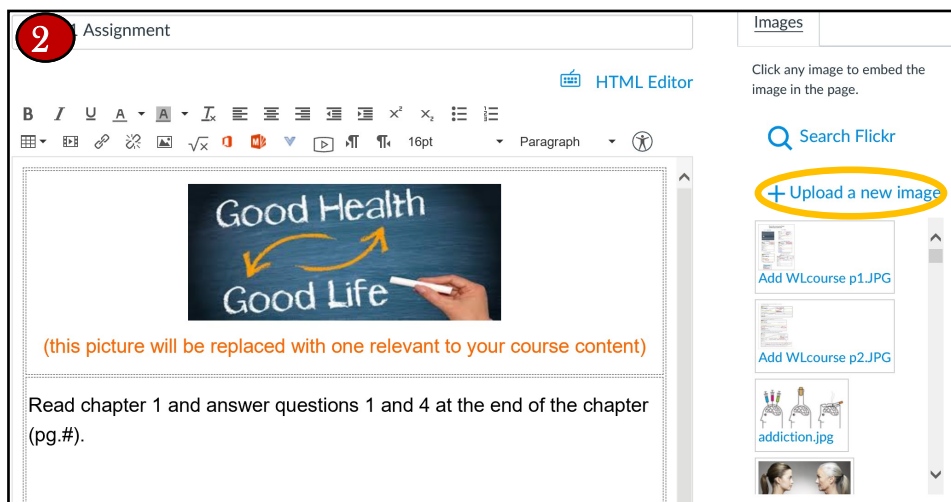 2
1 Assignment
HTML Editor
B I U A A Ix x² x₂
√x 16pt Paragraph
Good Health
Good Life
(this picture will be replaced with one relevant to your course content)
Read chapter 1 and answer questions 1 and 4 at the end of the chapter
(pg.#).
Images
Click any image to embed the
image in the page.
Search Flickr
+ Upload a new image
Add WLcourse p1.JPG
Add WLcourse p2.JPG
addiction.jpg